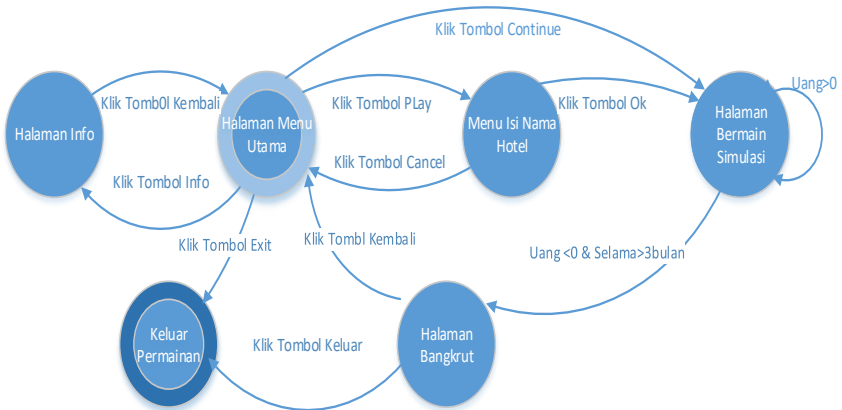 Klik Tombol Continue
Klik Tomb0l Kembali
Klik Tombol PLay
Klik Tombol Ok
Uang>0
Halaman Info
Halaman Menu
Utama
Menu Isi Nama
Hotel
Halaman
Bermain
Simulasi
Klik Tombol Cancel
Klik Tombol Info
Klik Tombol Exit
Klik Tombl Kembali
Uang <0 & Selama>3bulan
Keluar
Permainan
Klik Tombol Keluar
Halaman
Bangkrut